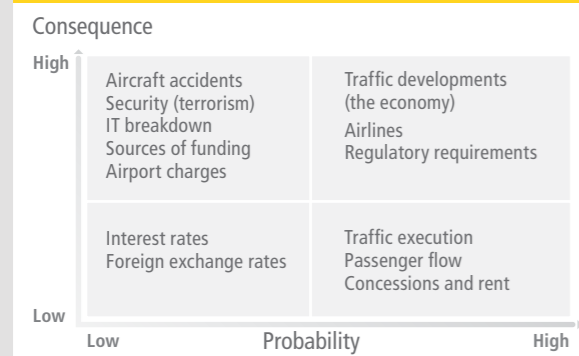 Consequence
High
Aircraft accidents
Security (terrorism)
IT breakdown
Sources of funding
Airport charges
Traffic developments
(the economy)
Airlines
Regulatory requirements
Interest rates
Foreign exchange rates
Traffic execution
Passenger flow
Concessions and rent
Low
Low
Probability
High